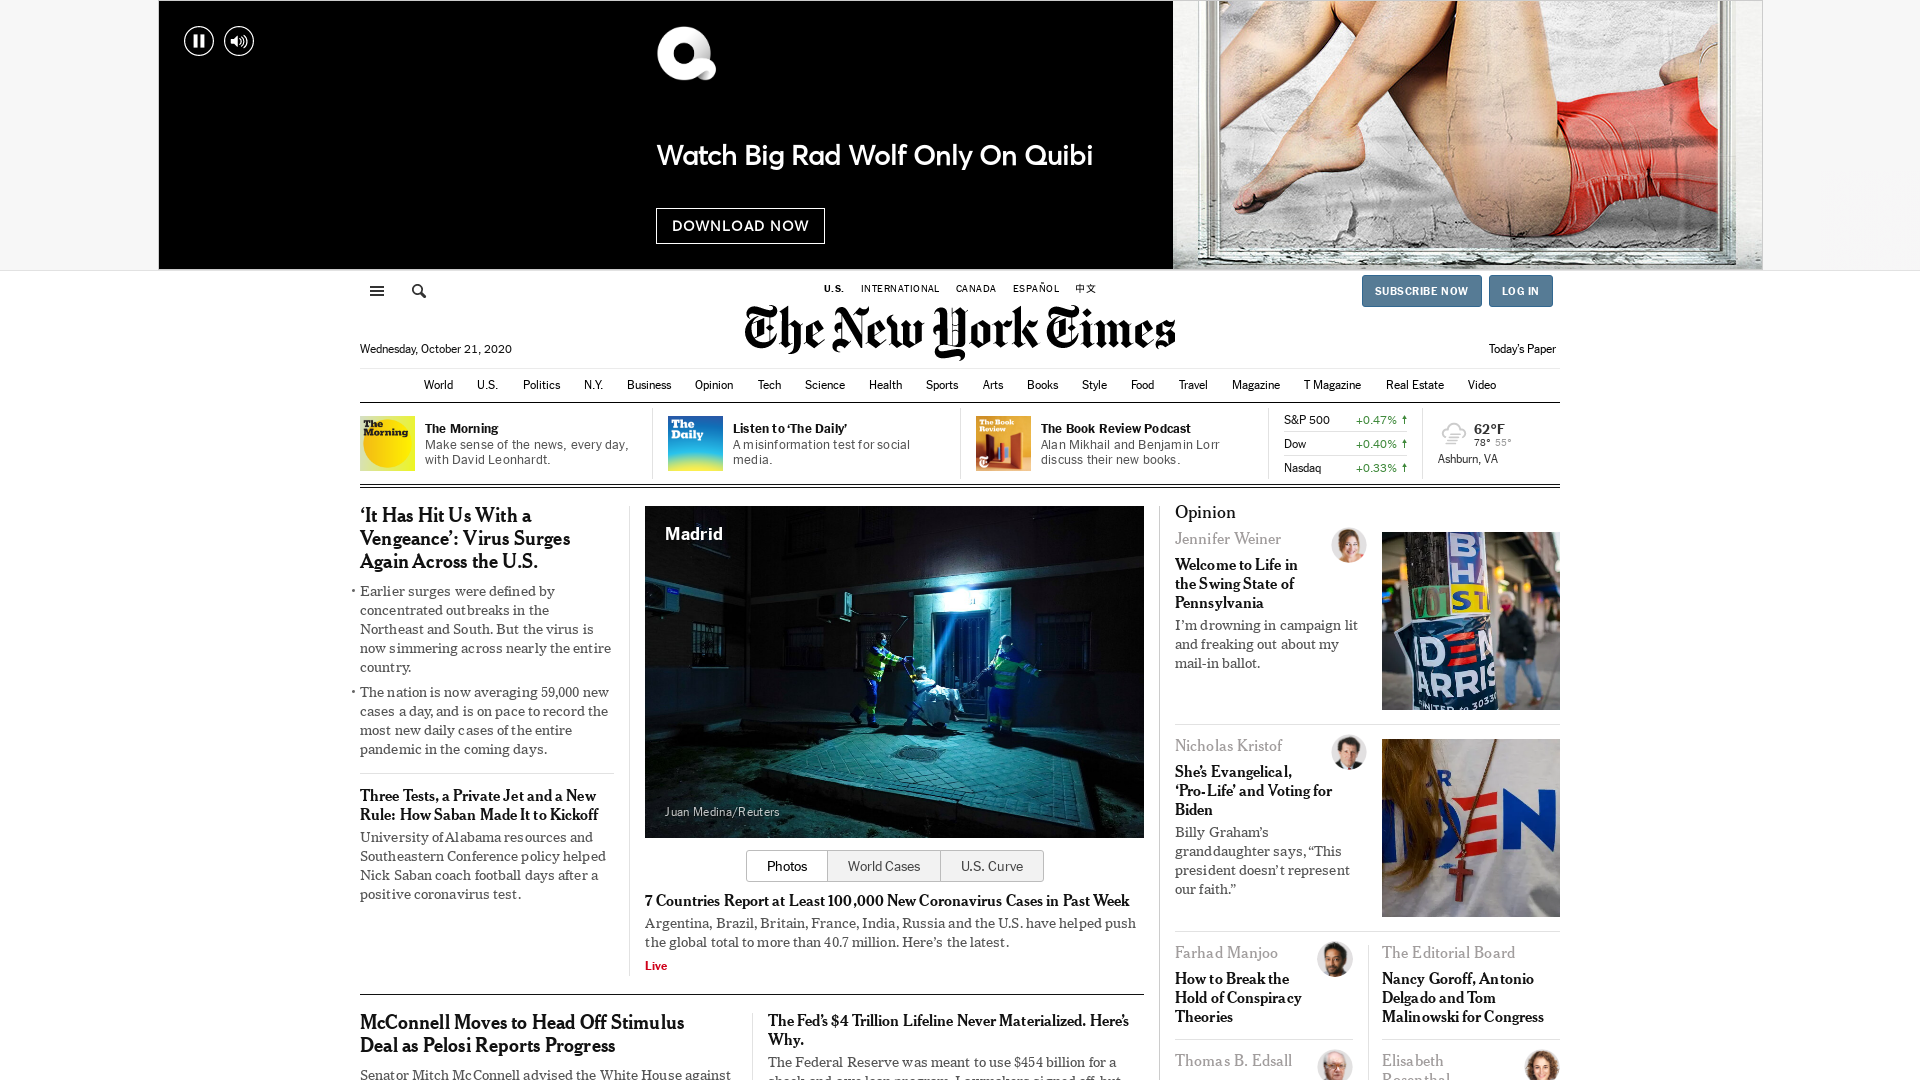 Watch Big Rad Wolf Only On Quibi
DOWNLOAD NOW
U.S. INTERNATIONAL CANADA ESPAÑOL 中文
SUBSCRIBE NOW LOG IN
The New York Times
Wednesday, October 21, 2020
Today's Paper
World U.S. Politics N.Y. Business Opinion Tech Science Health Sports Arts Books Style Food Travel Magazine T Magazine Real Estate Video
The Morning
The Morning
Make sense of the news, every day,
with David Leonhardt.
The Daily
Listen to ‘The Daily’
A misinformation test for social
media.
The Book Review
The Book Review Podcast
Alan Mikhail and Benjamin Lorr
discuss their new books.
S&P 500 +0.47%
Dow +0.40%
Nasdaq +0.33%
62°F
78° 55°
Ashburn, VA
‘It Has Hit Us With a
Vengeance’: Virus Surges
Again Across the U.S.
• Earlier surges were defined by
concentrated outbreaks in the
Northeast and South. But the virus is
now simmering across nearly the entire
country.
• The nation is now averaging 59,000 new
cases a day, and is on pace to record the
most new daily cases of the entire
pandemic in the coming days.
Three Tests, a Private Jet and a New
Rule: How Saban Made It to Kickoff
University of Alabama resources and
Southeastern Conference policy helped
Nick Saban coach football days after a
positive coronavirus test.
Madrid
Juan Medina/Reuters
Photos World Cases U.S. Curve
7 Countries Report at Least 100,000 New Coronavirus Cases in Past Week
Argentina, Brazil, Britain, France, India, Russia and the U.S. have helped push
the global total to more than 40.7 million. Here’s the latest.
Live
McConnell Moves to Head Off Stimulus
Deal as Pelosi Reports Progress
Senator Mitch McConnell advised the White House against
The Fed’s $4 Trillion Lifeline Never Materialized. Here’s
Why.
The Federal Reserve was meant to use $454 billion for a
Opinion
Jennifer Weiner
Welcome to Life in
the Swing State of
Pennsylvania
I’m drowning in campaign lit
and freaking out about my
mail-in ballot.
Nicholas Kristof
She’s Evangelical,
‘Pro-Life’ and Voting for
Biden
Billy Graham’s
granddaughter says, “This
president doesn’t represent
our faith.”
Farhad Manjoo
How to Break the
Hold of Conspiracy
Theories
The Editorial Board
Nancy Goroff, Antonio
Delgado and Tom
Malinowski for Congress
Thomas B. Edsall
Elisabeth
Rosenthal